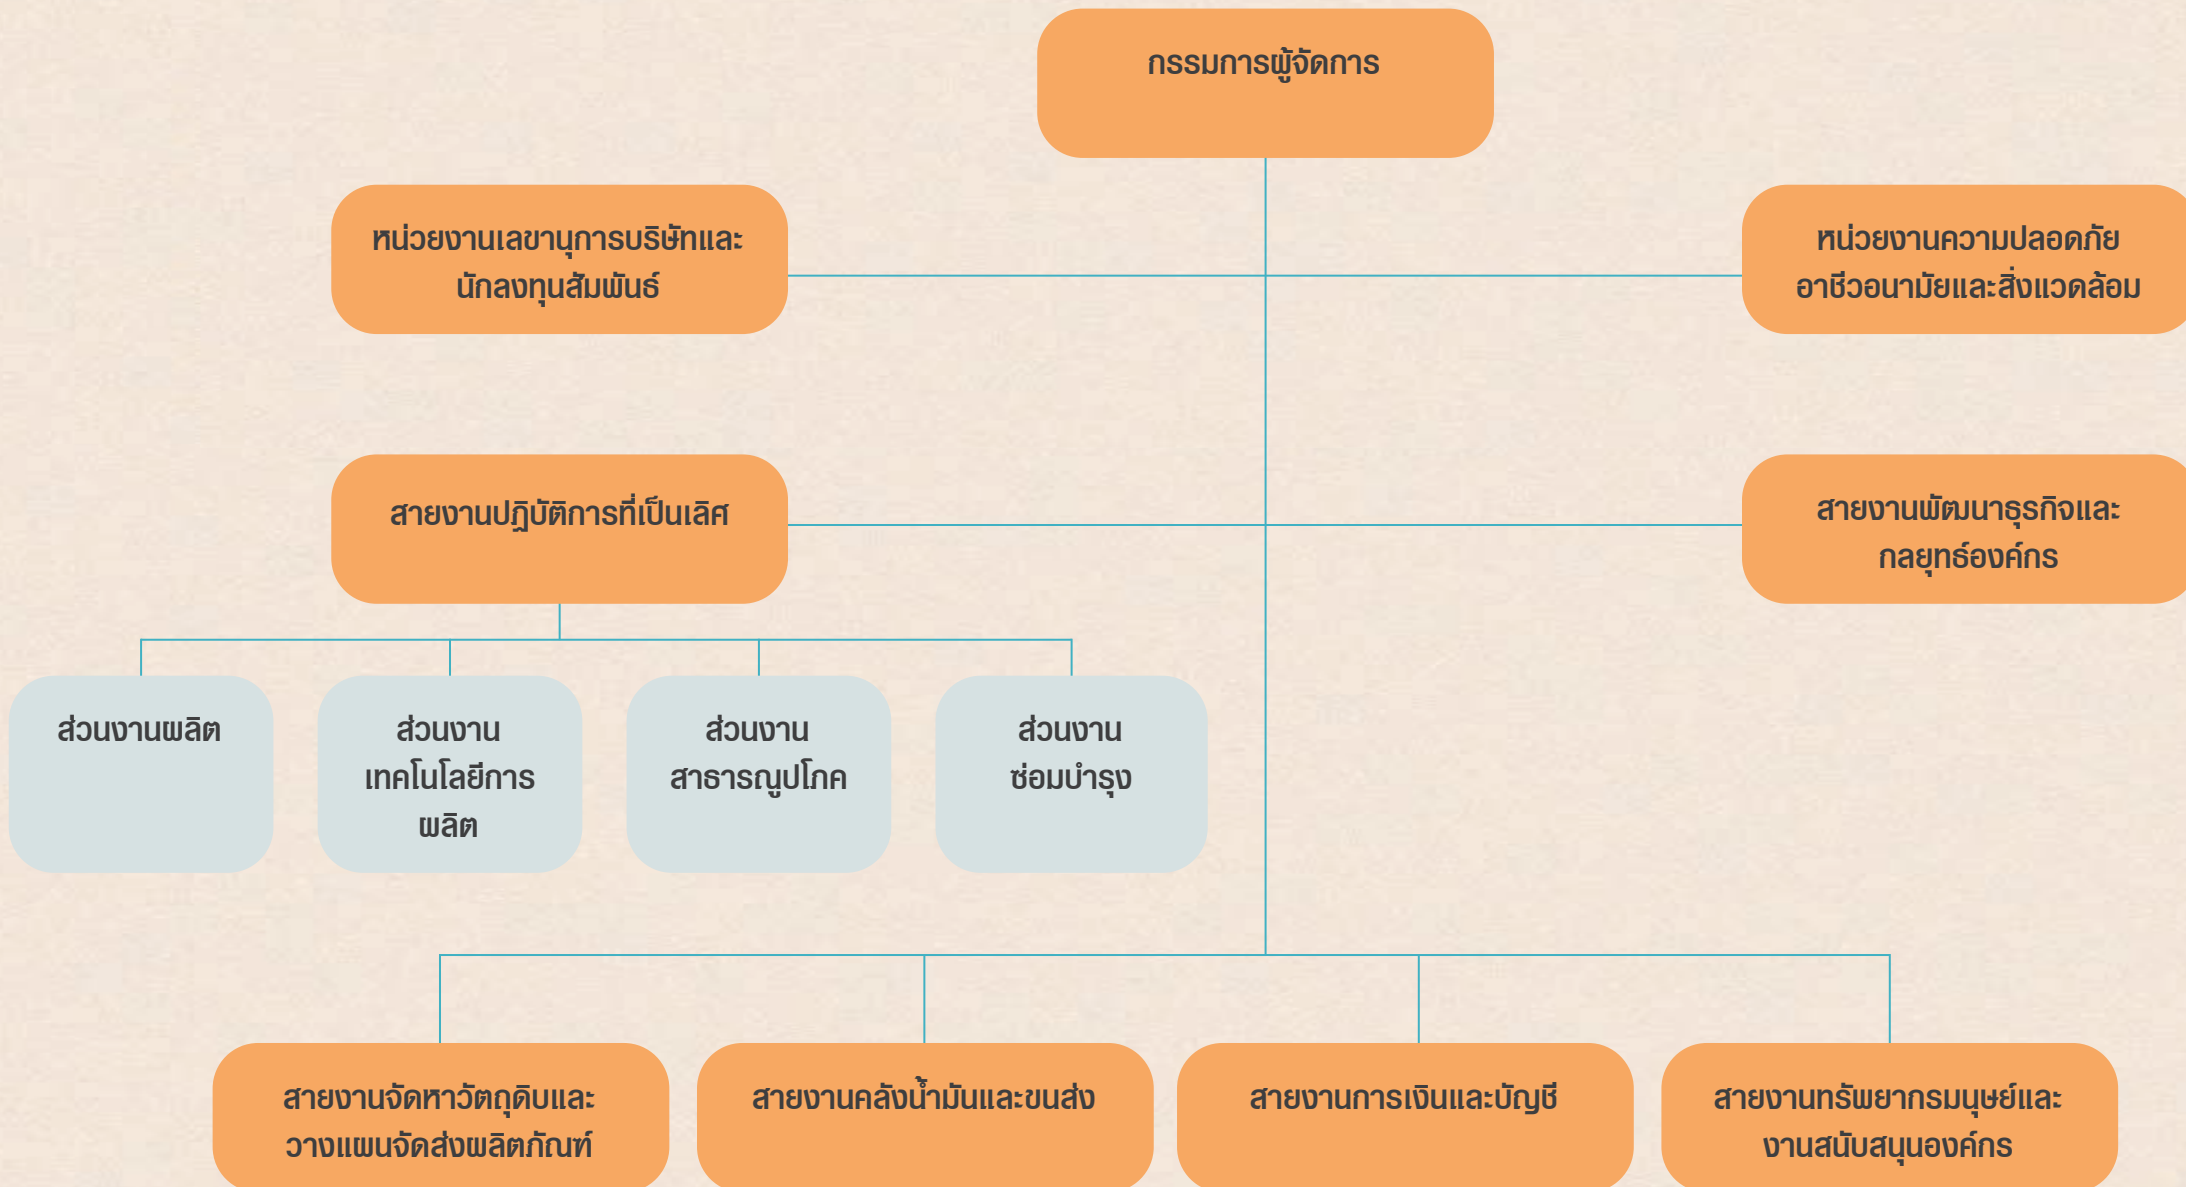 กรรมการผู้จัดการ
หน่วยงานเลขานุการบริษัทและ
นักลงทุนสัมพันธ์
หน่วยงานความปลอดภัย
อาชีวอนามัยและสิ่งแวดล้อม
สายงานปฏิบัติการที่เป็นเลิศ
สายงานพัฒนาธุรกิจและ
กลยุทธ์องค์กร
ส่วนงานผลิต
ส่วนงาน
เทคโนโลยีการ
ผลิต
ส่วนงาน
สาธารณูปโภค
ส่วนงาน
ซ่อมบำรุง
สายงานจัดหาวัตถุดิบและ
วางแผนจัดส่งผลิตภัณฑ์
สายงานคลังน้ำมันและขนส่ง
สายงานการเงินและบัญชี
สายงานทรัพยากรมนุษย์และ
งานสนับสนุนองค์กร